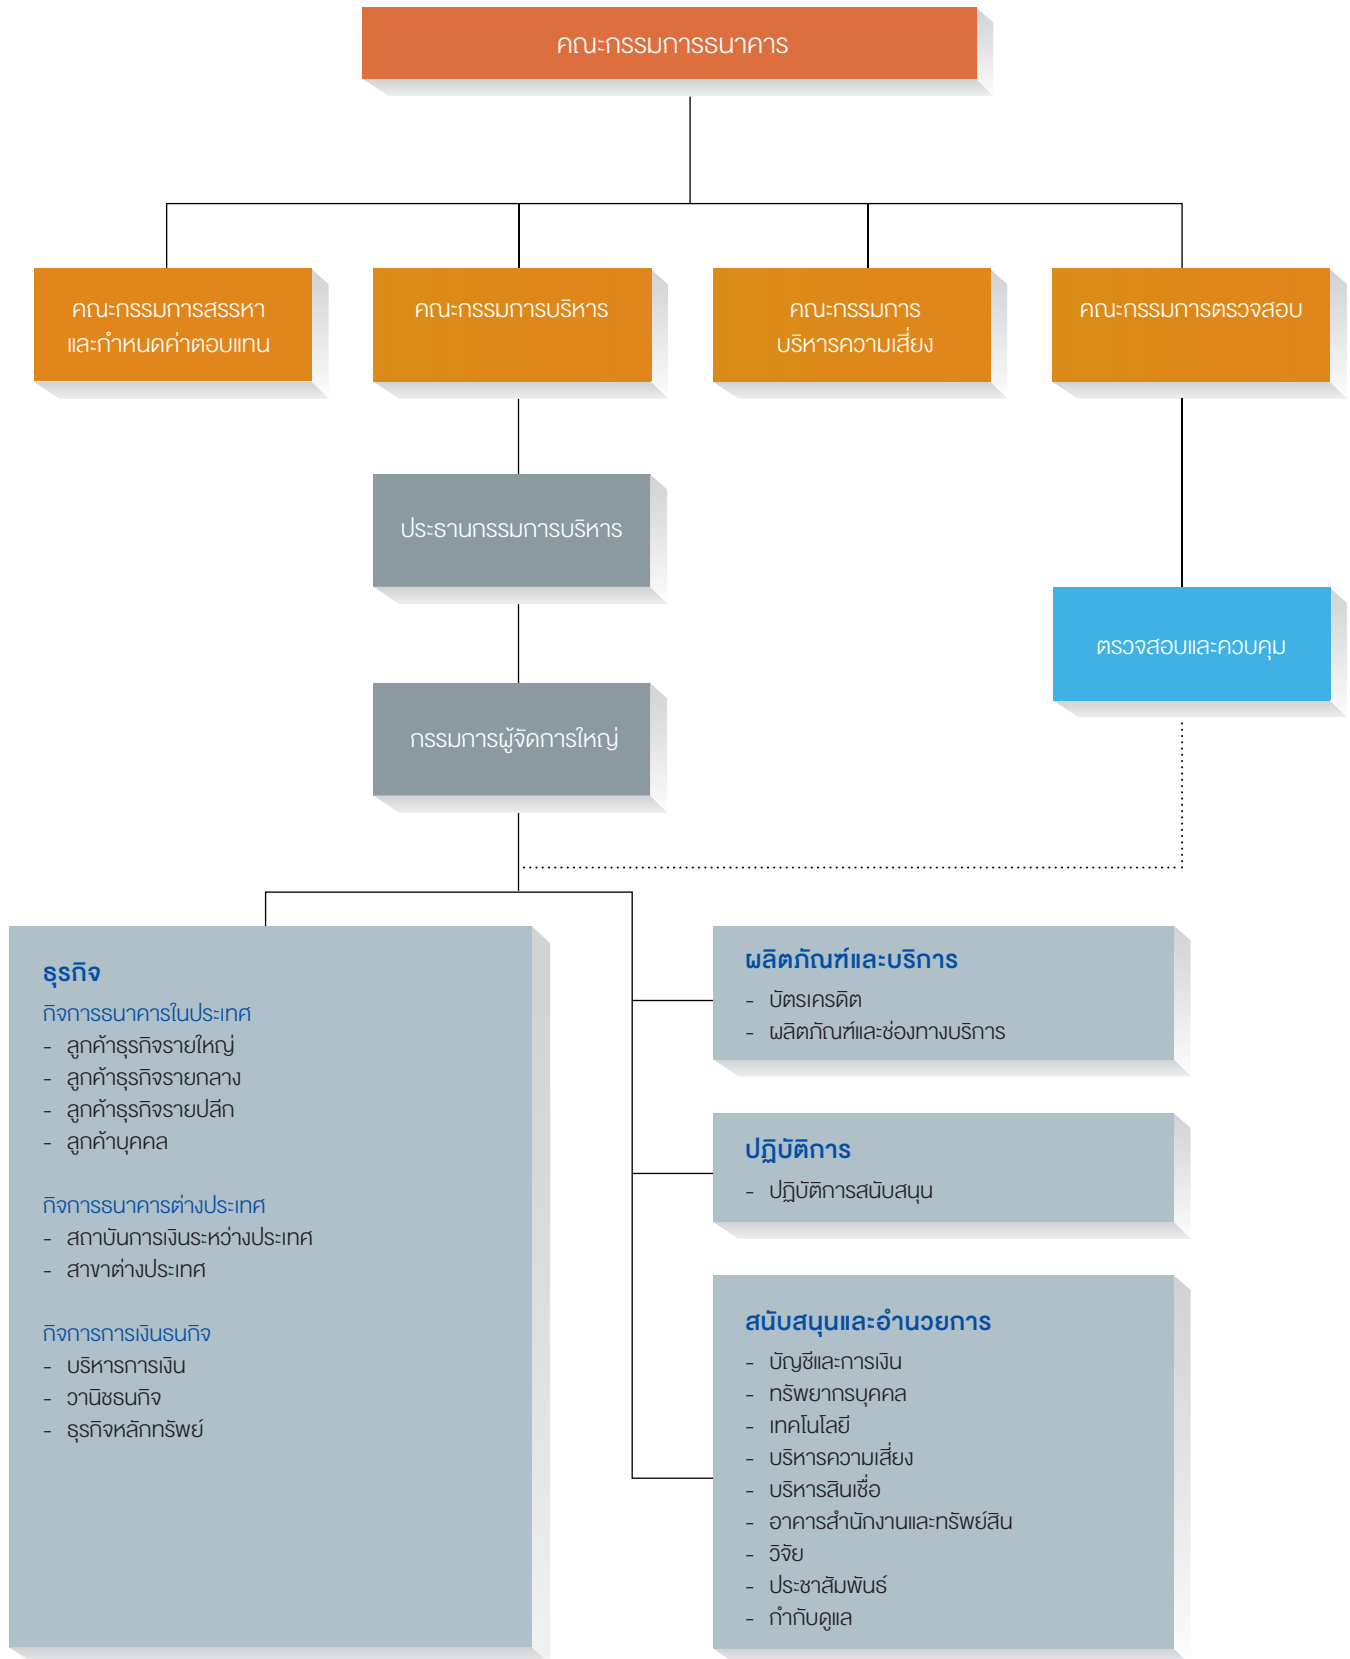 คณะกรรมการธนาคาร
คณะกรรมการสรรหา
และกำหนดค่าตอบแทน
คณะกรรมการบริหาร
คณะกรรมการ
บริหารความเสี่ยง
คณะกรรมการตรวจสอบ
ประธานกรรมการบริหาร
ตรวจสอบและควบคุม
กรรมการผู้จัดการใหญ่
ธุรกิจ
กิจการธนาคารในประเทศ
- ลูกค้าธุรกิจรายใหญ่
- ลูกค้าธุรกิจรายกลาง
- ลูกค้าธุรกิจรายปลีก
- ลูกค้าบุคคล
กิจการธนาคารต่างประเทศ
- สถาบันการเงินระหว่างประเทศ
- สาขาต่างประเทศ
กิจการการเงินธนกิจ
- บริหารการเงิน
- วานิชธนกิจ
- ธุรกิจหลักทรัพย์
ผลิตภัณฑ์และบริการ
- บัตรเครดิต
- ผลิตภัณฑ์และช่องทางบริการ
ปฏิบัติการ
- ปฏิบัติการสนับสนุน
สนับสนุนและอำนวยการ
- บัญชีและการเงิน
- ทรัพยากรบุคคล
- เทคโนโลยี
- บริหารความเสี่ยง
- บริหารสินเชื่อ
- อาคารสำนักงานและทรัพย์สิน
- วิจัย
- ประชาสัมพันธ์
- กำกับดูแล